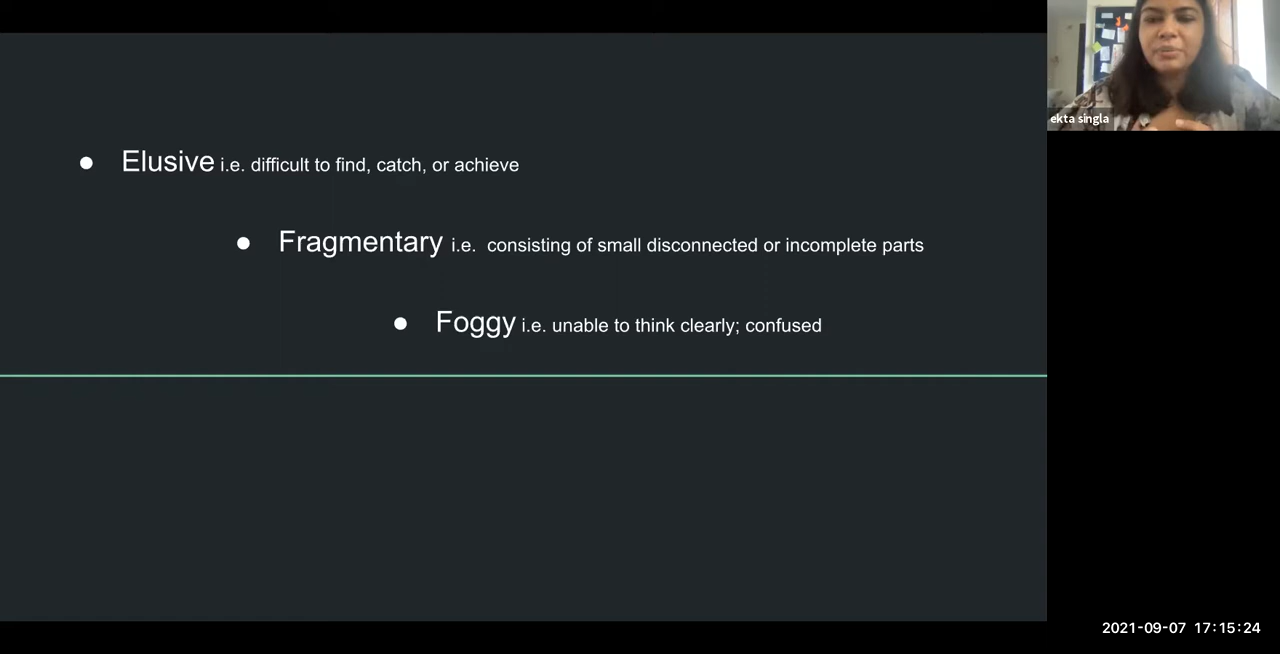 ekta singla
● Elusive i.e. difficult to find, catch, or achieve
● Fragmentary i.e.  consisting of small disconnected or incomplete parts
● Foggy i.e. unable to think clearly; confused
2021-09-07 17:15:24